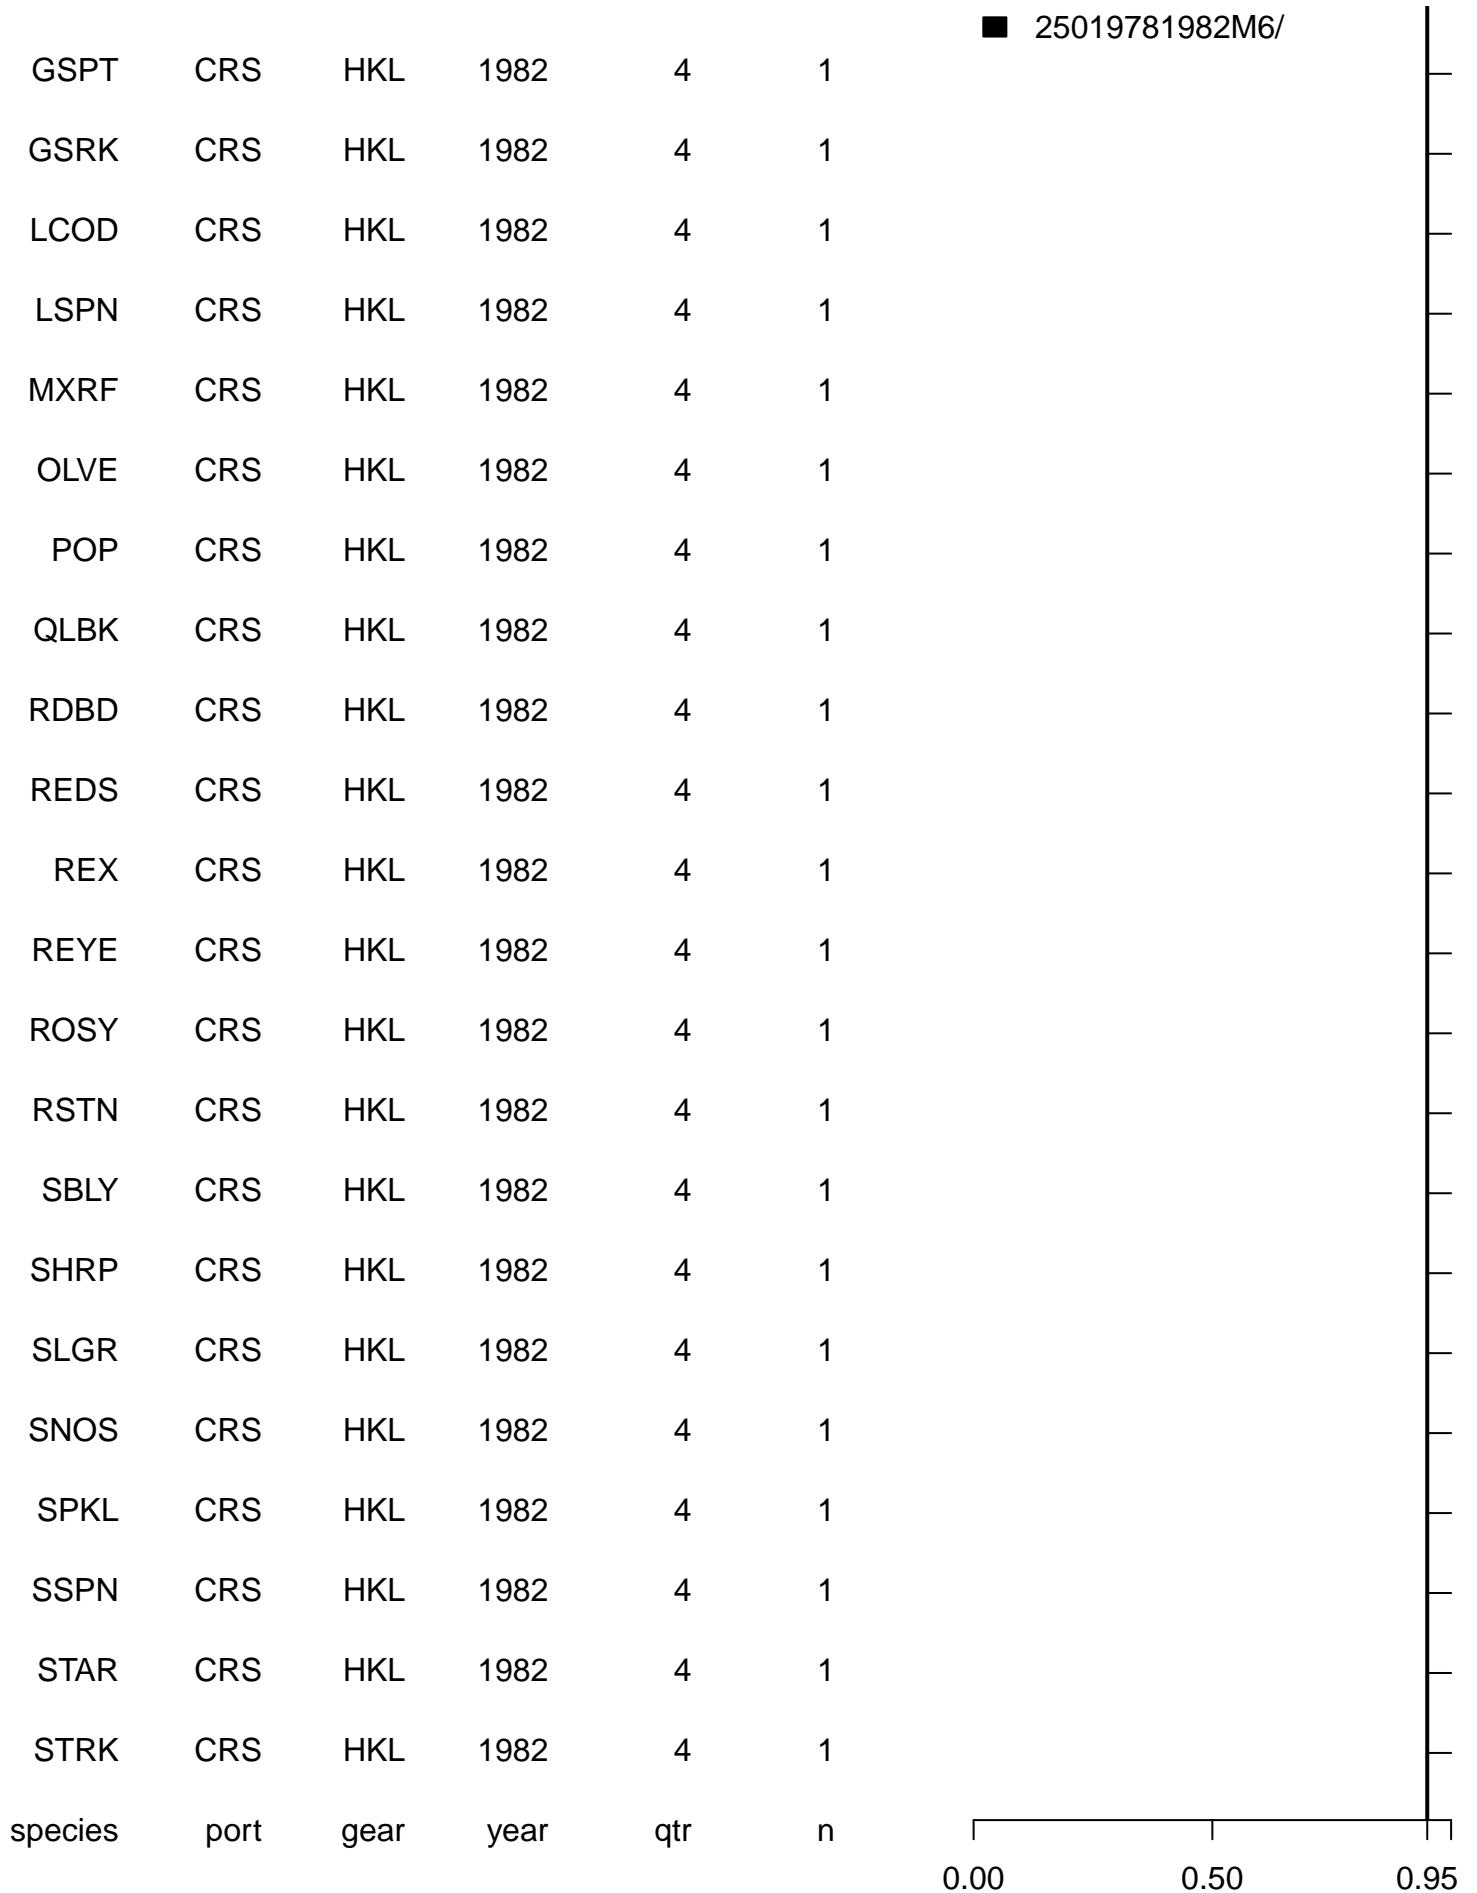 25019781982M6/
GSPT CRS HKL 1982 4 1
GSRK CRS HKL 1982 4 1
LCOD CRS HKL 1982 4 1
LSPN CRS HKL 1982 4 1
MXRF CRS HKL 1982 4 1
OLVE CRS HKL 1982 4 1
POP CRS HKL 1982 4 1
QLBK CRS HKL 1982 4 1
RDBD CRS HKL 1982 4 1
REDS CRS HKL 1982 4 1
REX CRS HKL 1982 4 1
REYE CRS HKL 1982 4 1
ROSY CRS HKL 1982 4 1
RSTN CRS HKL 1982 4 1
SBLY CRS HKL 1982 4 1
SHRP CRS HKL 1982 4 1
SLGR CRS HKL 1982 4 1
SNOS CRS HKL 1982 4 1
SPKL CRS HKL 1982 4 1
SSPN CRS HKL 1982 4 1
STAR CRS HKL 1982 4 1
STRK CRS HKL 1982 4 1
species port gear year qtr n
0.00 0.50 0.95